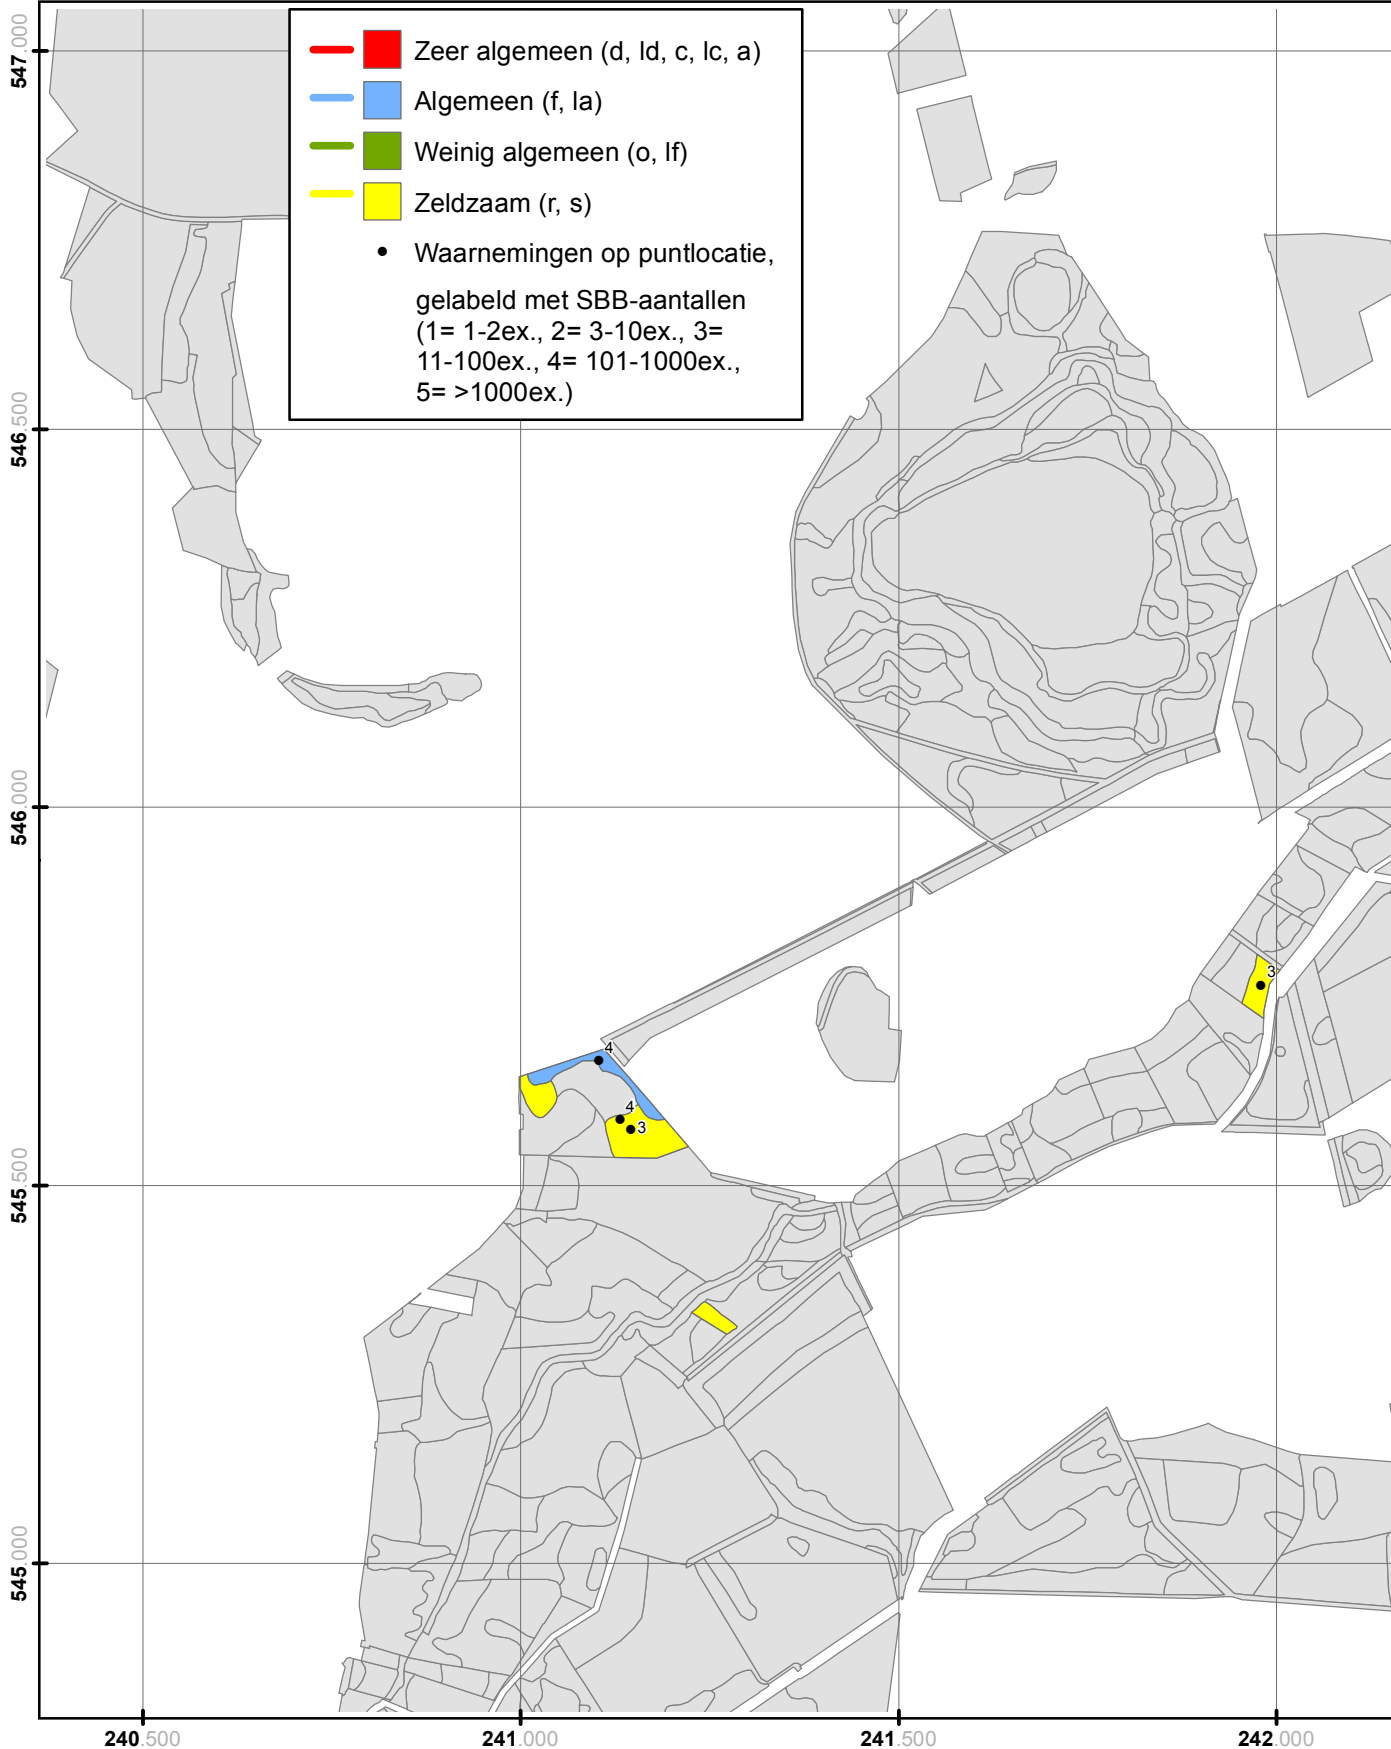 Zeer algemeen (d, ld, c, lc, a)
Algemeen (f, la)
Weinig algemeen (o, lf)
Zeldzaam (r, s)
Waarnemingen op puntlocatie,
gelabeld met SBB-aantallen
(1= 1-2ex., 2= 3-10ex., 3=
11-100ex., 4= 101-1000ex.,
5= >1000ex.)
547.000
546.500
546.000
545.500
545.000
3
4
4
3
240.500
241.000
241.500
242.000